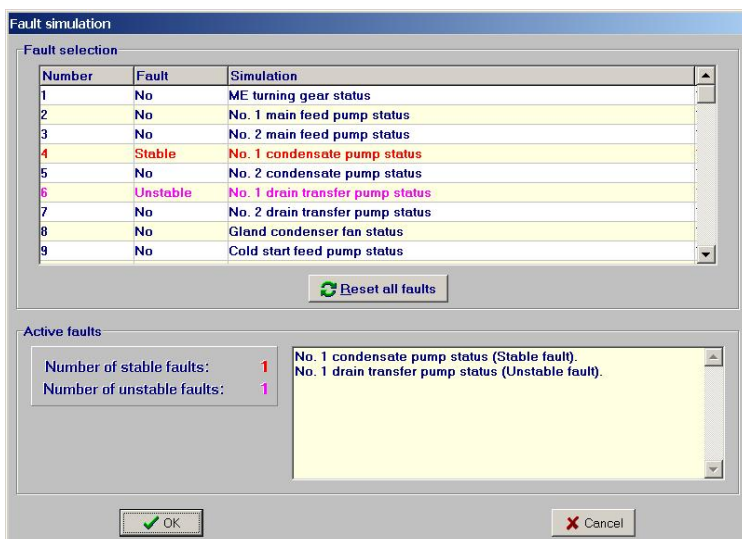 Fault simulation
Fault selection
Number Fault Simulation
1 No ME turning gear status
2 No No. 1 main feed pump status
3 No No. 2 main feed pump status
4 Stable No. 1 condensate pump status
5 No No. 2 condensate pump status
6 Unstable No. 1 drain transfer pump status
7 No No. 2 drain transfer pump status
8 No Gland condenser fan status
9 No Cold start feed pump status
Reset all faults
Active faults
Number of stable faults: 1
Number of unstable faults: 1
No. 1 condensate pump status (Stable fault).
No. 1 drain transfer pump status (Unstable fault).
OK Cancel